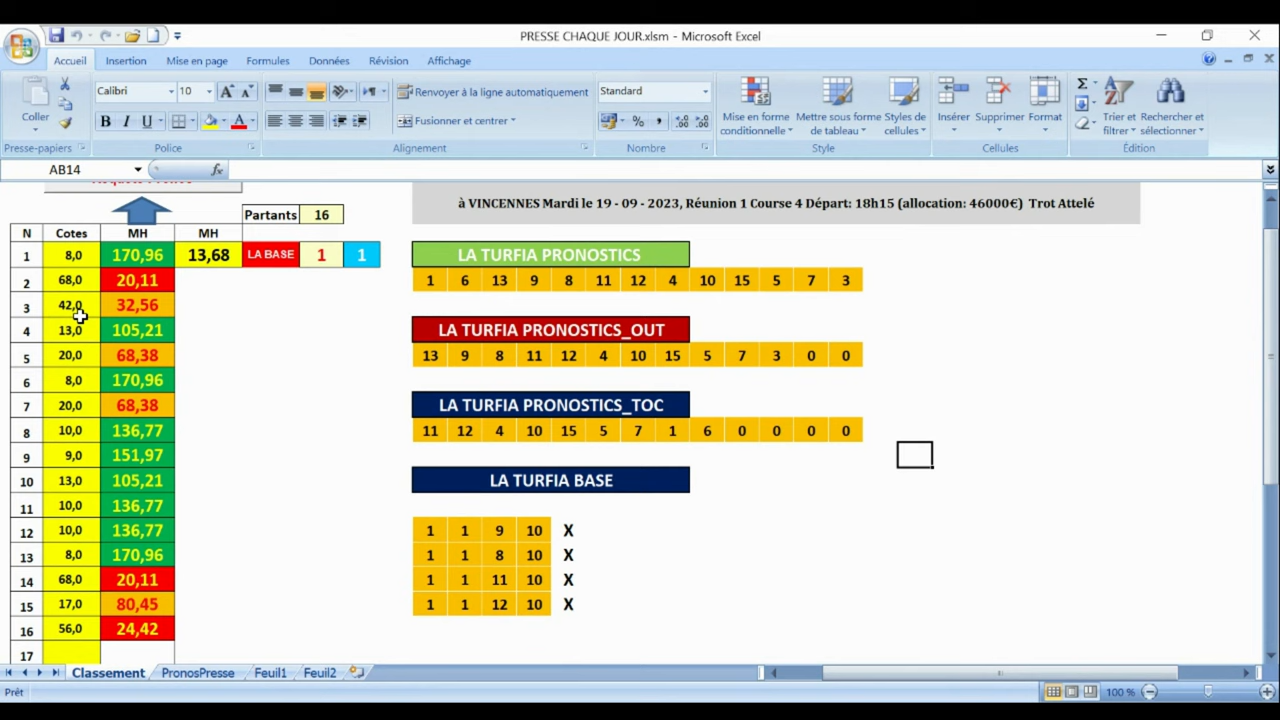 PRESSE CHAQUE JOUR.xlsm - Microsoft Excel
Accueil Insertion Mise en page Formules Données Révision Affichage
Coller
Calibri 10
Renvoyer à la ligne automatiquement
Fusionner et centrer
Standard
Mise en forme conditionnelle
Mettre sous forme de tableau
Styles de cellules
Insérer Supprimer Format
Trier et filtrer
Rechercher et sélectionner
Presse-papiers Police Alignement Nombre Style Cellules Édition
AB14 fx
Partants 16
à VINCENNES Mardi le 19 - 09 - 2023, Réunion 1 Course 4 Départ: 18h15 (allocation: 46000€) Trot Attelé
N Cotes MH MH
1 8,0 170,96 13,68 LA BASE 1 1
2 68,0 20,11
3 42,0 32,56
4 13,0 105,21
5 20,0 68,38
6 8,0 170,96
7 20,0 68,38
8 10,0 136,77
9 9,0 151,97
10 13,0 105,21
11 10,0 136,77
12 10,0 136,77
13 8,0 170,96
14 68,0 20,11
15 17,0 80,45
16 56,0 24,42
17
LA TURFIA PRONOSTICS
1 6 13 9 8 11 12 4 10 15 5 7 3
LA TURFIA PRONOSTICS_OUT
13 9 8 11 12 4 10 15 5 7 3 0 0
LA TURFIA PRONOSTICS_TOC
11 12 4 10 15 5 7 1 6 0 0 0 0
LA TURFIA BASE
1 1 9 10 X
1 1 8 10 X
1 1 11 10 X
1 1 12 10 X
Classement PronosPresse Feuil1 Feuil2
Prêt 100 %